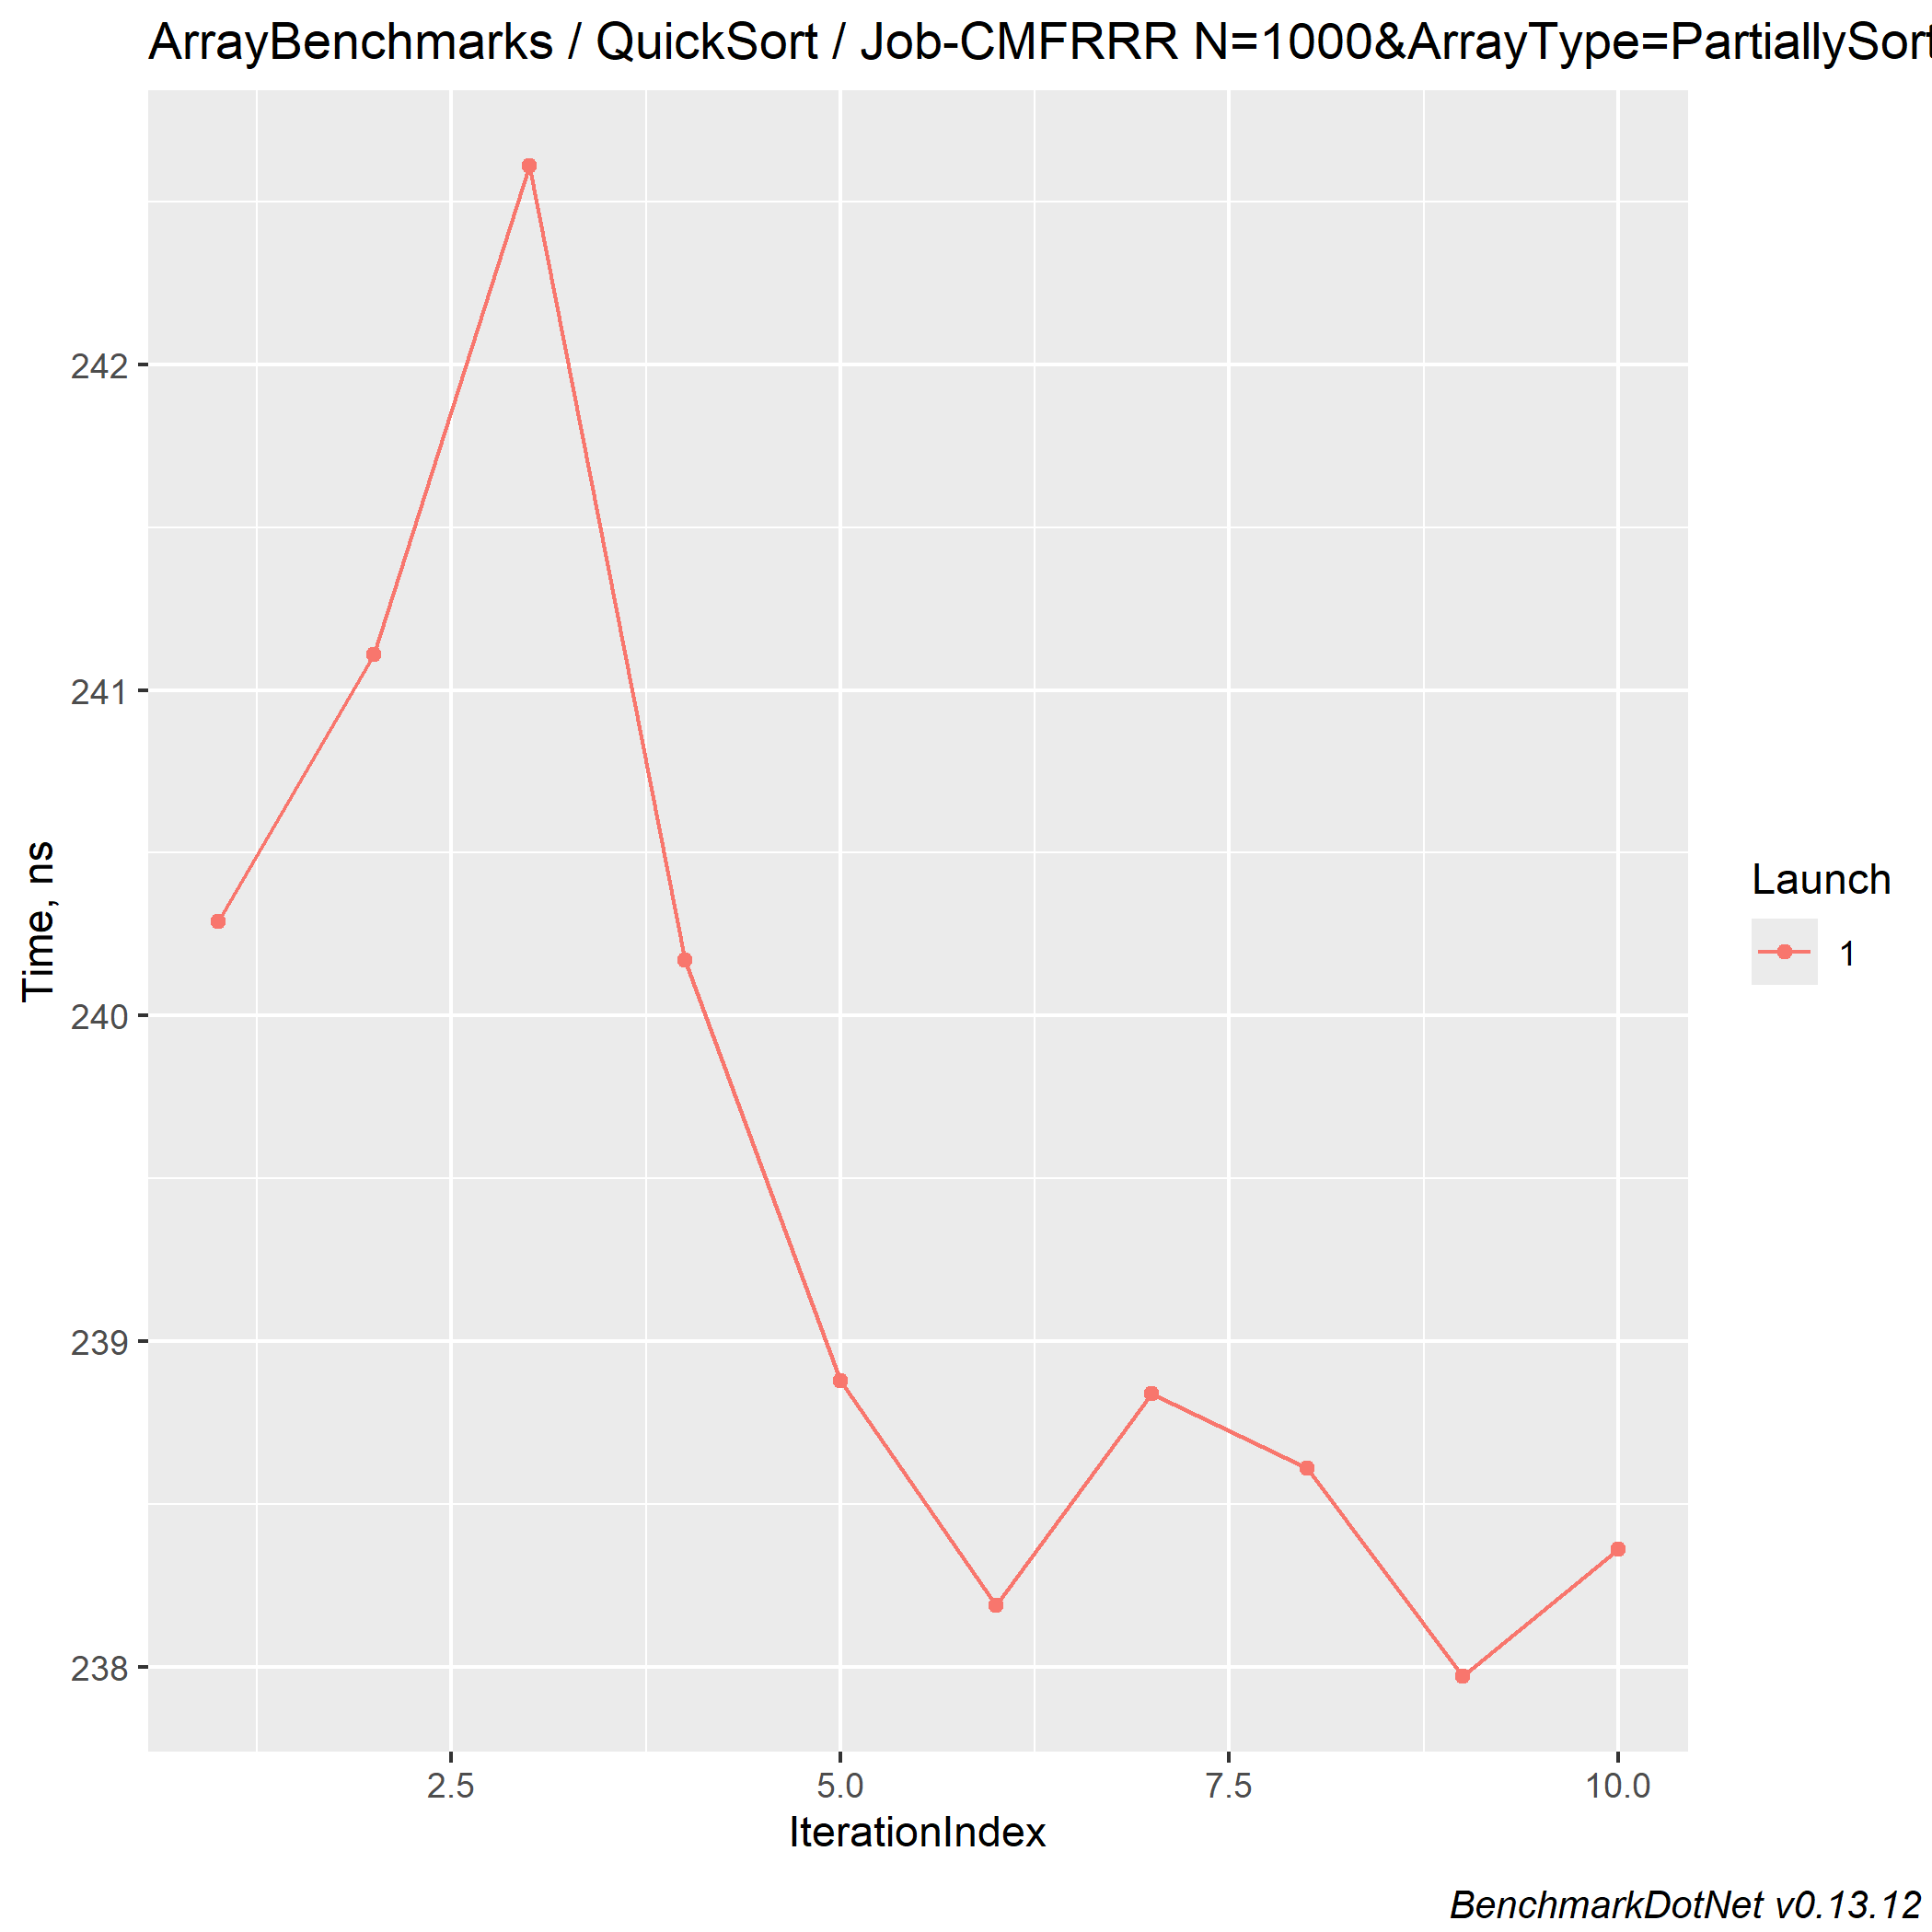 ArrayBenchmarks / QuickSort / Job-CMFRRR N=1000&ArrayType=PartiallySort
Time, ns
242
241
240
239
238
2.5 5.0 7.5 10.0
IterationIndex
Launch
1
BenchmarkDotNet v0.13.12